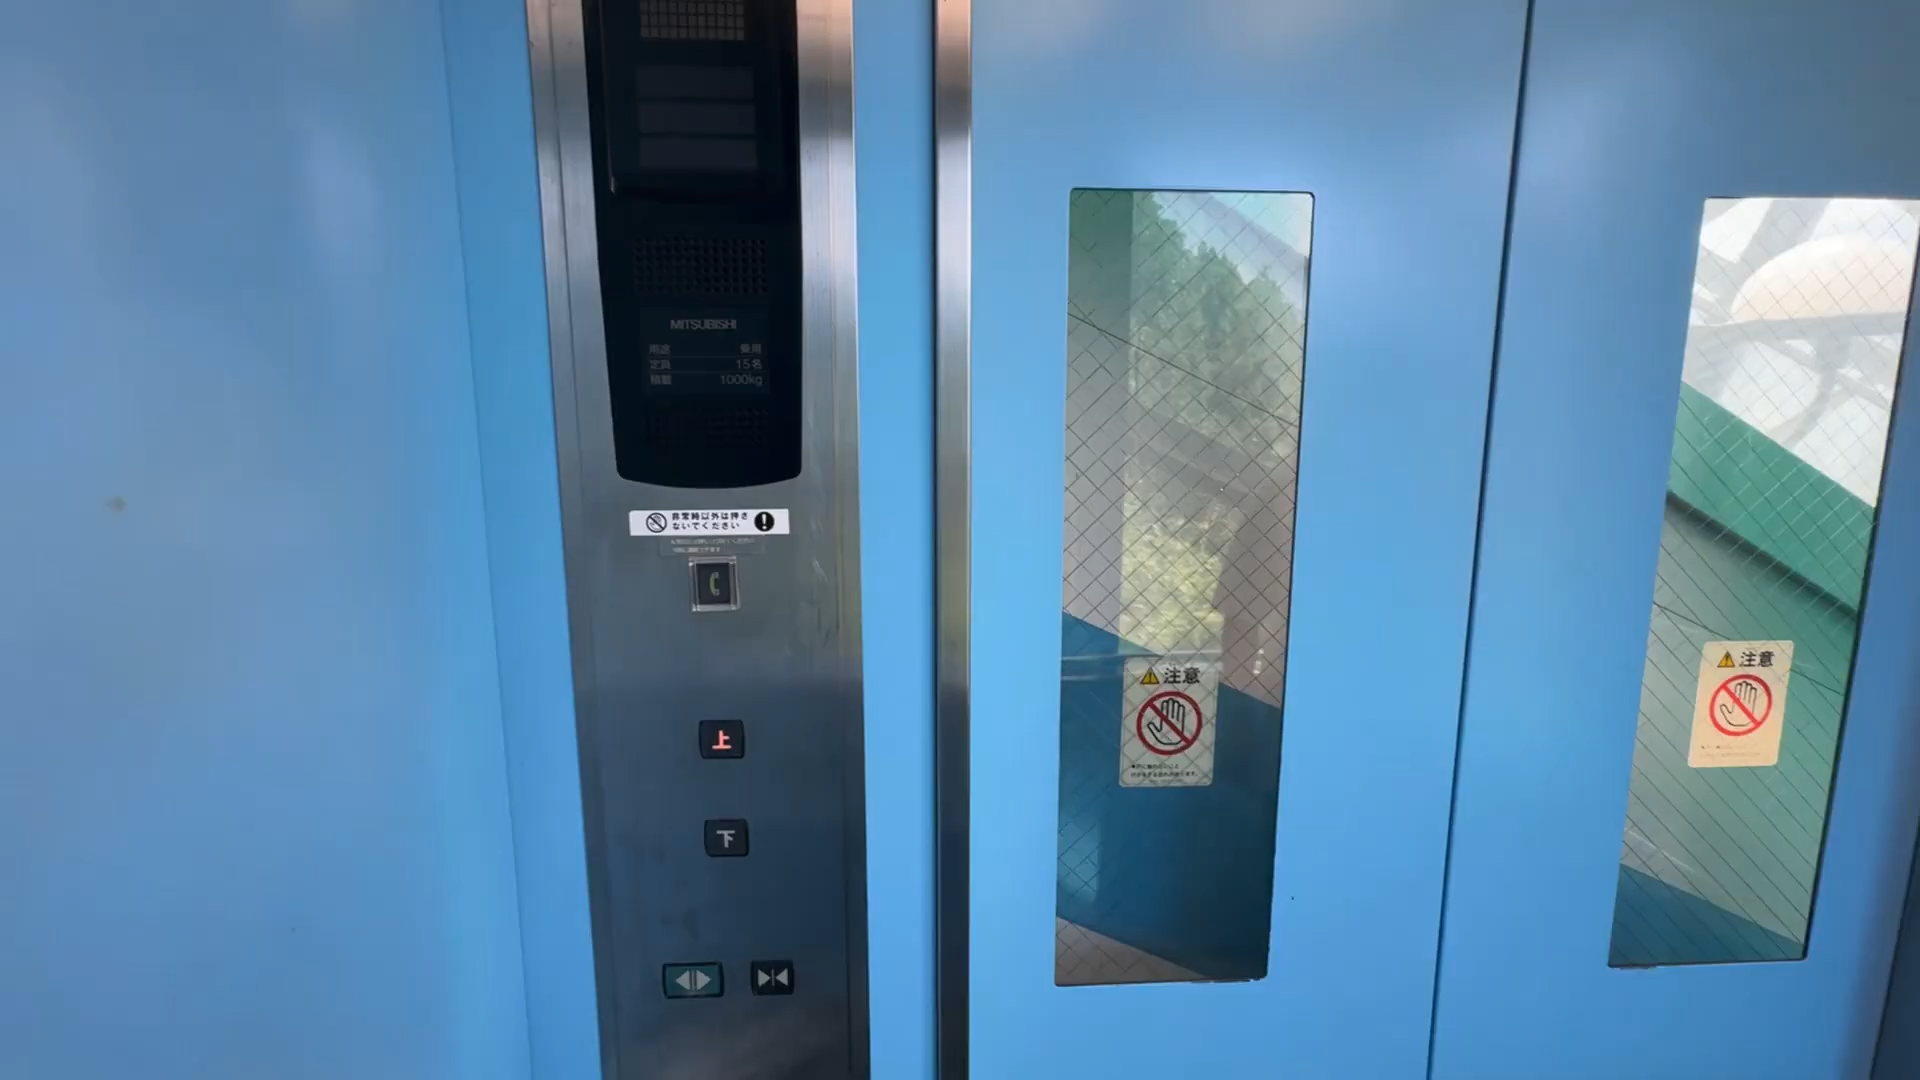 MITSUBISHI
用途 乗用
定員 15名
積載 1000kg
非常時以外は押さ
ないでください
上
下
注意
注意